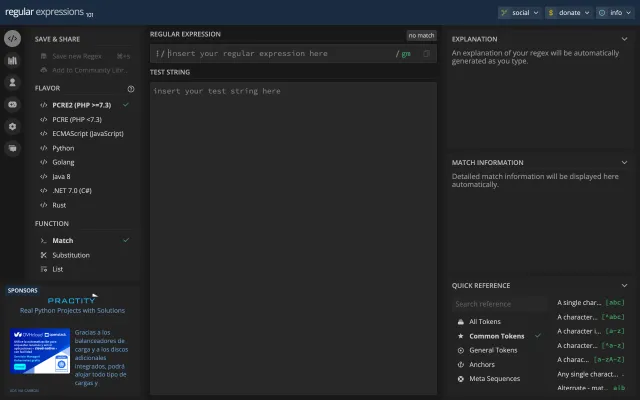 regular expressions 101
social
donate
info
SAVE & SHARE
Save new Regex ⌘+s
Add to Community Libr...
FLAVOR
PCRE2 (PHP >=7.3)
PCRE (PHP <7.3)
ECMAScript (JavaScript)
Python
Golang
Java 8
.NET 7.0 (C#)
Rust
FUNCTION
Match
Substitution
List
SPONSORS
PRACTITY
Real Python Projects with Solutions
OVHcloud
Gracias a los
balanceadores de
carga y a los discos
adicionales
integrados, podrá
alojar todo tipo de
cargas y
REGULAR EXPRESSION
no match
/ insert your regular expression here / gm
TEST STRING
insert your test string here
EXPLANATION
An explanation of your regex will be automatically
generated as you type.
MATCH INFORMATION
Detailed match information will be displayed here
automatically.
QUICK REFERENCE
Search reference
All Tokens
Common Tokens
General Tokens
Anchors
Meta Sequences
A single char... [abc]
A character... [^abc]
A character i... [a-z]
A character... [^a-z]
A charac... [a-zA-Z]
Any single charact... .
Alternate - mat... a|b